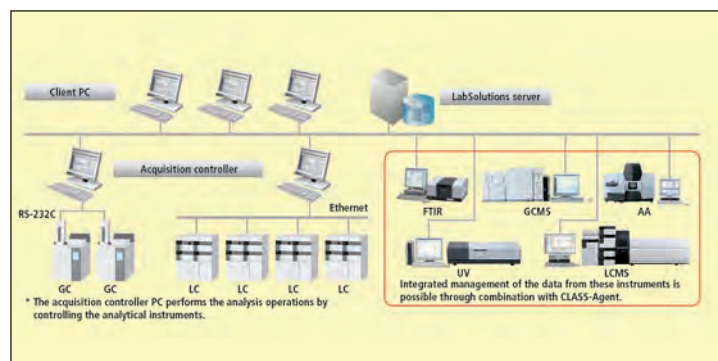 Client PC
LabSolutions server
Acquisition controller
Ethernet
RS-232C
FTIR
GCMS
AA
GC
GC
LC
LC
LC
LC
UV
LCMS
* The acquisition controller PC performs the analysis operations by
controlling the analytical instruments.
Integrated management of the data from these instruments is
possible through combination with CLASS-Agent.